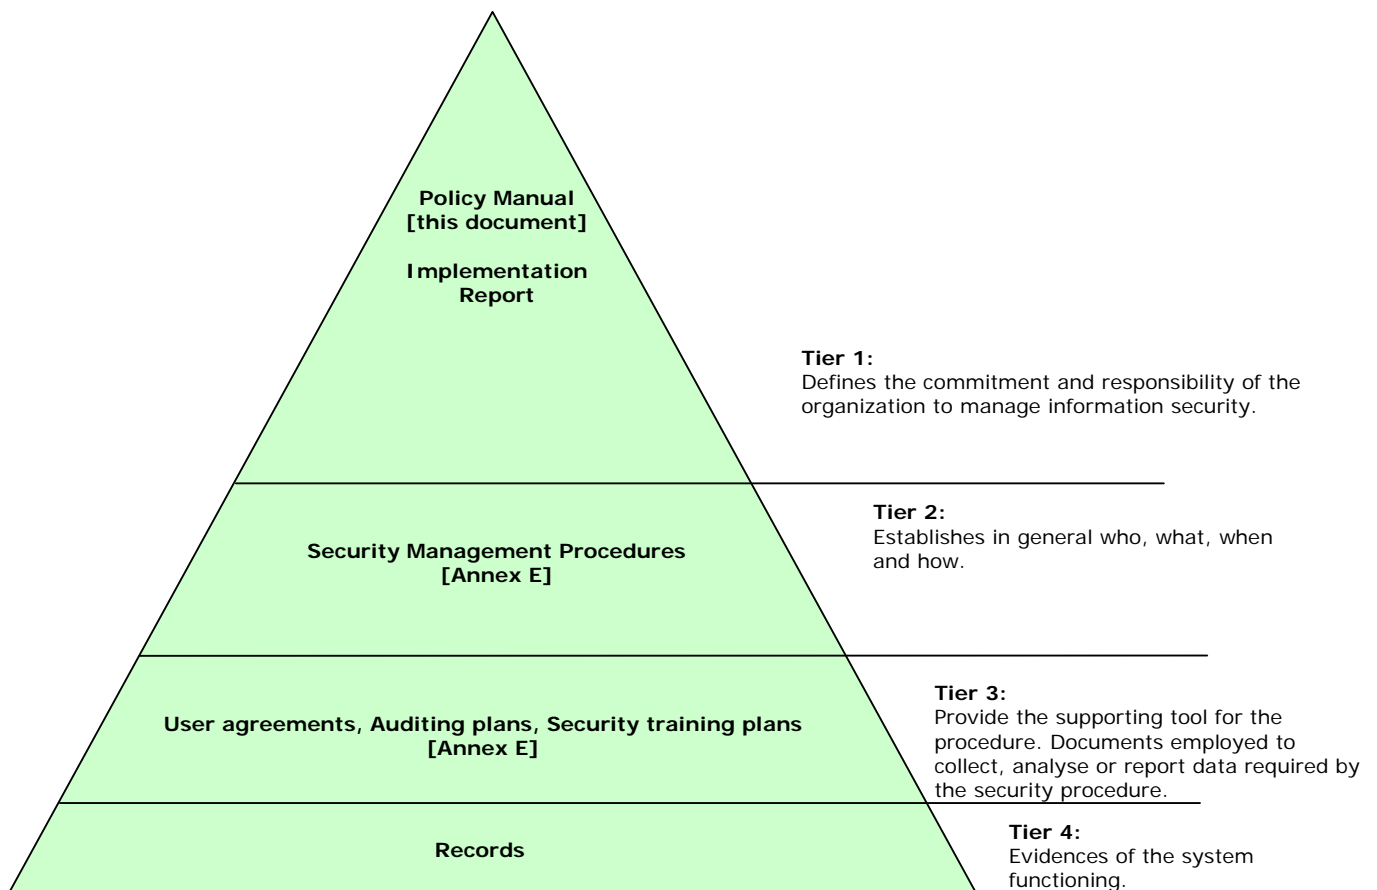 Policy Manual
[this document]
Implementation
Report
Tier 1:
Defines the commitment and responsibility of the
organization to manage information security.
Tier 2:
Establishes in general who, what, when
and how.
Security Management Procedures
[Annex E]
Tier 3:
Provide the supporting tool for the
procedure. Documents employed to
collect, analyse or report data required by
the security procedure.
User agreements, Auditing plans, Security training plans
[Annex E]
Tier 4:
Evidences of the system
functioning.
Records